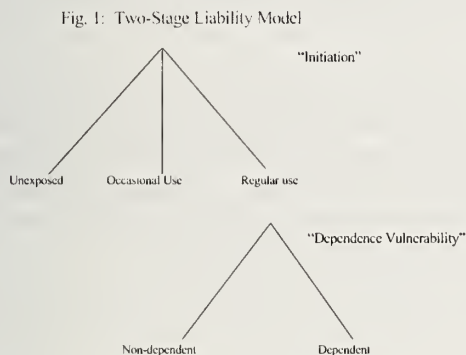 Fig. 1: Two-Stage Liability Model
“Initiation”
Unexposed Occasional Use Regular use
“Dependence Vulnerability”
Non-dependent Dependent